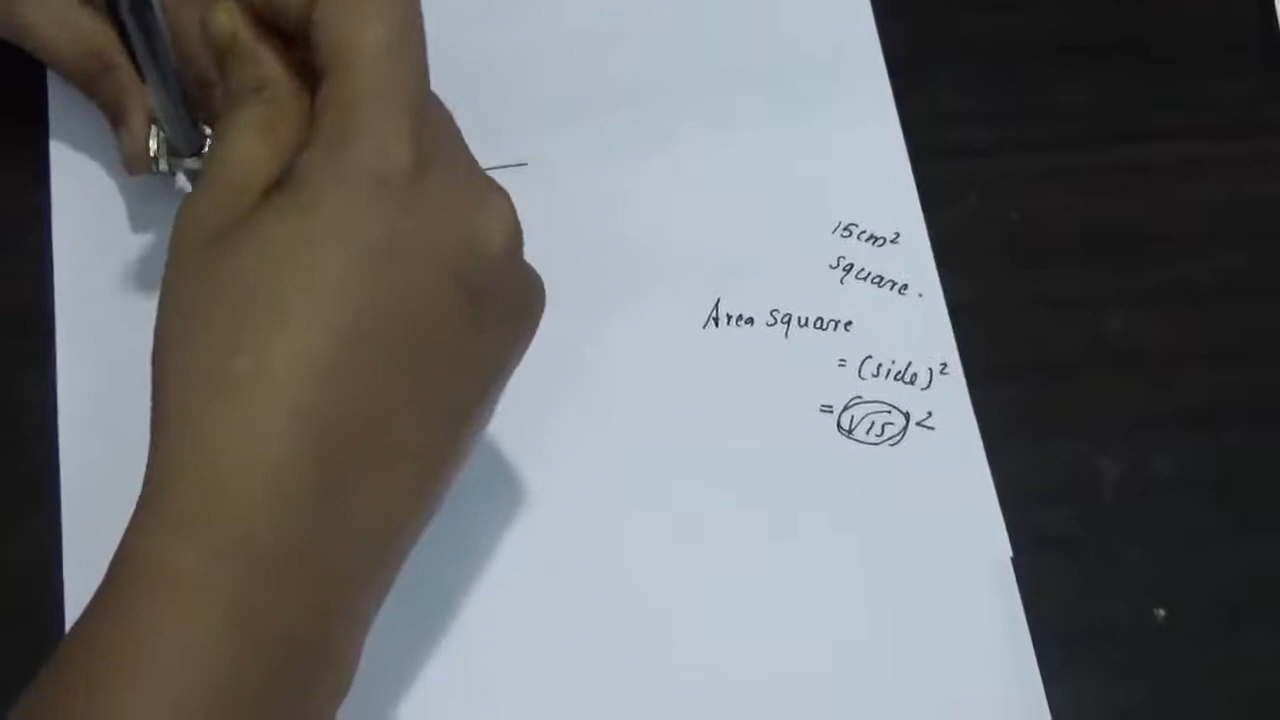 15cm²
square.
Area square
= (side)²
= (√15)²